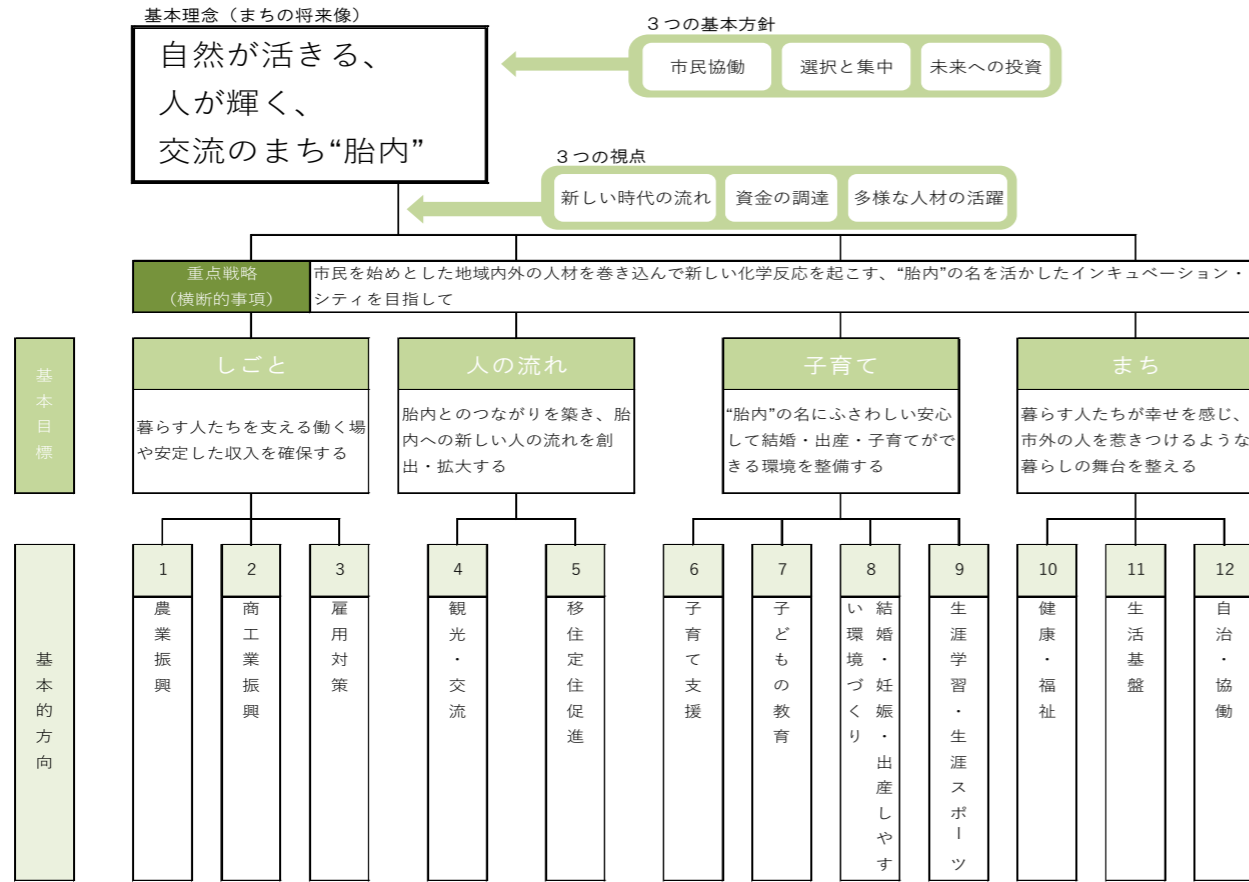 基本理念（まちの将来像）
自然が活きる、
人が輝く、
交流のまち“胎内”
３つの基本方針
市民協働
選択と集中
未来への投資
３つの視点
新しい時代の流れ
資金の調達
多様な人材の活躍
重点戦略
（横断的事項）
市民を始めとした地域内外の人材を巻き込んで新しい化学反応を起こす、“胎内”の名を活かしたインキュベーション・
シティを目指して
基本目標
しごと
暮らす人たちを支える働く場
や安定した収入を確保する
人の流れ
胎内とのつながりを築き、胎
内への新しい人の流れを創
出・拡大する
子育て
“胎内”の名にふさわしい安心
して結婚・出産・子育てがで
きる環境を整備する
まち
暮らす人たちが幸せを感じ、
市外の人を惹きつけるような
暮らしの舞台を整える
基本的方向
1
農業振興
2
商工業振興
3
雇用対策
4
観光・交流
5
移住定住促進
6
子育て支援
7
子どもの教育
8
結婚・妊娠・出産しやす
い環境づくり
9
生涯学習・生涯スポーツ
10
健康・福祉
11
生活基盤
12
自治・協働